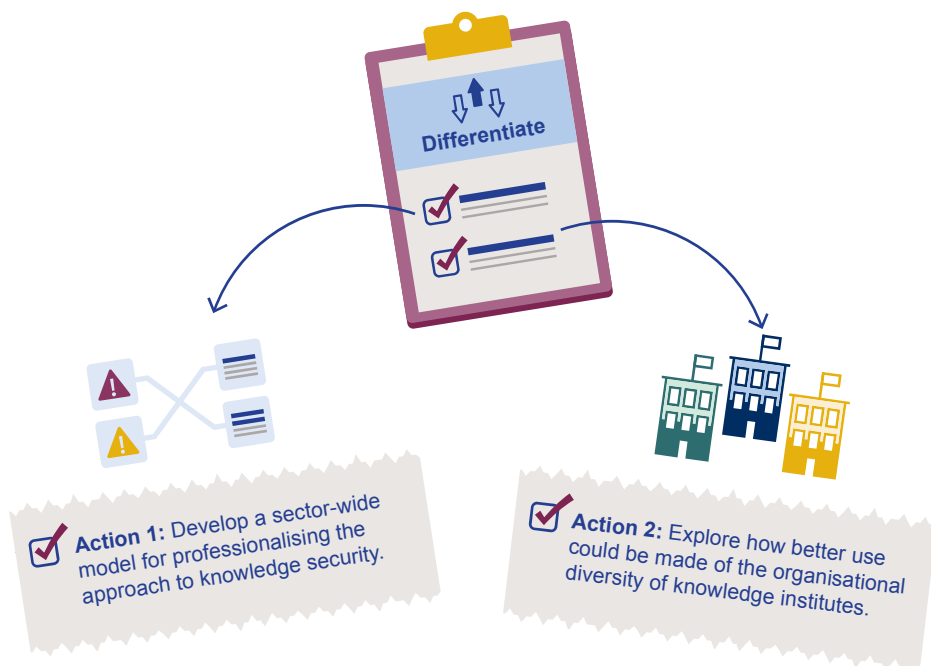 Differentiate
Action 1: Develop a sector-wide
model for professionalising the
approach to knowledge security.
Action 2: Explore how better use
could be made of the organisational
diversity of knowledge institutes.